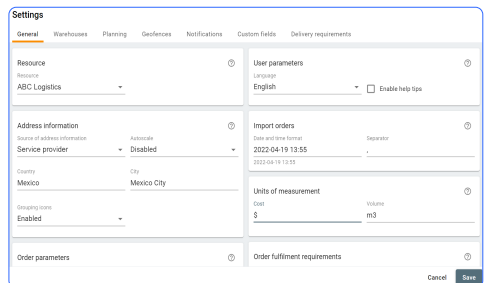 Settings
General Warehouses Planning Geofences Notifications Custom fields Delivery requirements
Resource
Resource
ABC Logistics
User parameters
Language
English
Enable help tips
Address information
Source of address information Autoscale
Service provider Disabled
Country City
Mexico Mexico City
Grouping icons
Enabled
Import orders
Date and time format Separator
2022-04-19 13:55 ,
2022-04-19 13:55
Units of measurement
Cost Volume
$ m3
Order parameters
Order fulfilment requirements
Cancel Save